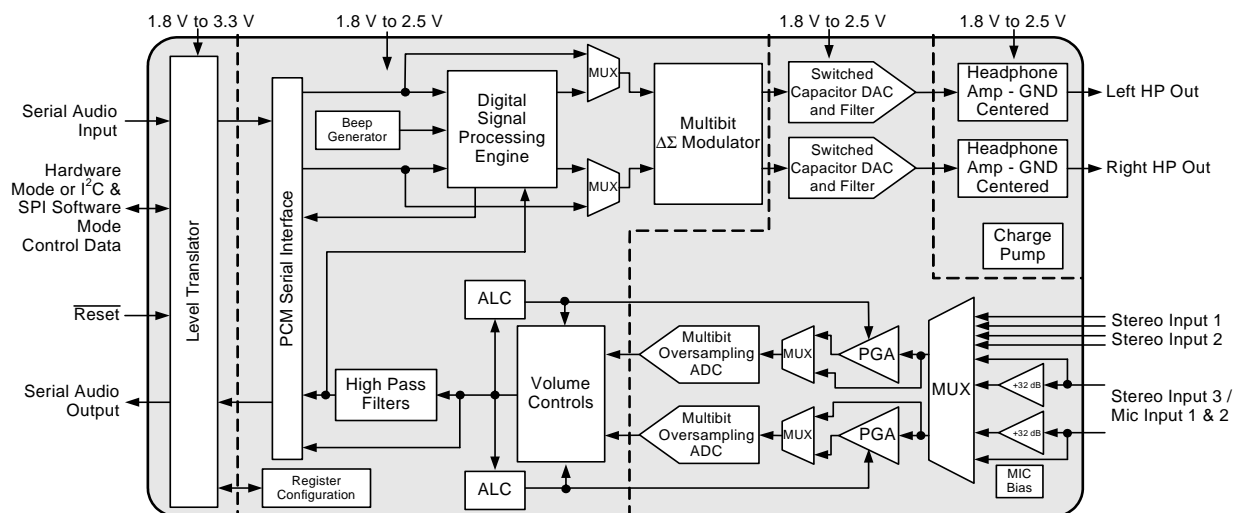 1.8 V to 3.3 V
1.8 V to 2.5 V
1.8 V to 2.5 V
1.8 V to 2.5 V
Serial Audio
Input
Hardware
Mode or I²C &
SPI Software
Mode
Control Data
Reset
Serial Audio
Output
Level Translator
PCM Serial Interface
Beep
Generator
Digital
Signal
Processing
Engine
MUX
MUX
Multibit
ΔΣ Modulator
Switched
Capacitor DAC
and Filter
Switched
Capacitor DAC
and Filter
Headphone
Amp - GND
Centered
Headphone
Amp - GND
Centered
Left HP Out
Right HP Out
Charge
Pump
ALC
Volume
Controls
High Pass
Filters
ALC
Register
Configuration
Multibit
Oversampling
ADC
Multibit
Oversampling
ADC
MUX
MUX
PGA
PGA
MUX
+32 dB
+32 dB
MIC
Bias
Stereo Input 1
Stereo Input 2
Stereo Input 3 /
Mic Input 1 & 2